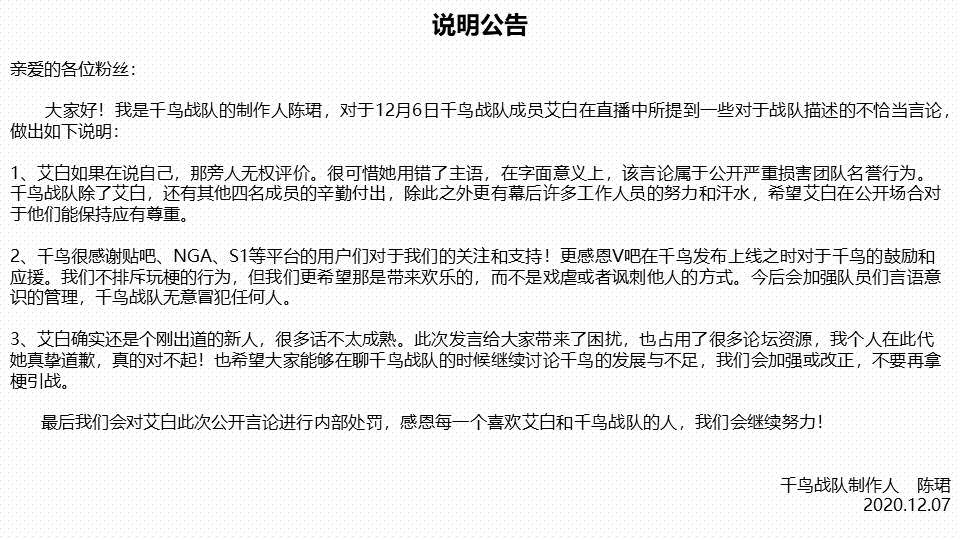 说明公告
亲爱的各位粉丝：
大家好！我是千鸟战队的制作人陈珺，对于12月6日千鸟战队成员艾白在直播中所提到一些对于战队描述的不恰当言论，
做出如下说明：
1、艾白如果在说自己，那旁人无权评价。很可惜她用错了主语，在字面意义上，该言论属于公开严重损害团队名誉行为。
千鸟战队除了艾白，还有其他四名成员的辛勤付出，除此之外更有幕后许多工作人员的努力和汗水，希望艾白在公开场合对
于他们能保持应有尊重。
2、千鸟很感谢贴吧、NGA、S1等平台的用户们对于我们的关注和支持！更感恩V吧在千鸟发布上线之时对于千鸟的鼓励和
应援。我们不排斥玩梗的行为，但我们更希望那是带来欢乐的，而不是戏虐或者讽刺他人的方式。今后会加强队员们言语意
识的管理，千鸟战队无意冒犯任何人。
3、艾白确实还是个刚出道的新人，很多话不太成熟。此次发言给大家带来了困扰，也占用了很多论坛资源，我个人在此代
她真挚道歉，真的对不起！也希望大家能够在聊千鸟战队的时候继续讨论千鸟的发展与不足，我们会加强或改正，不要再拿
梗引战。
最后我们会对艾白此次公开言论进行内部处罚，感恩每一个喜欢艾白和千鸟战队的人，我们会继续努力！
千鸟战队制作人　陈珺
2020.12.07